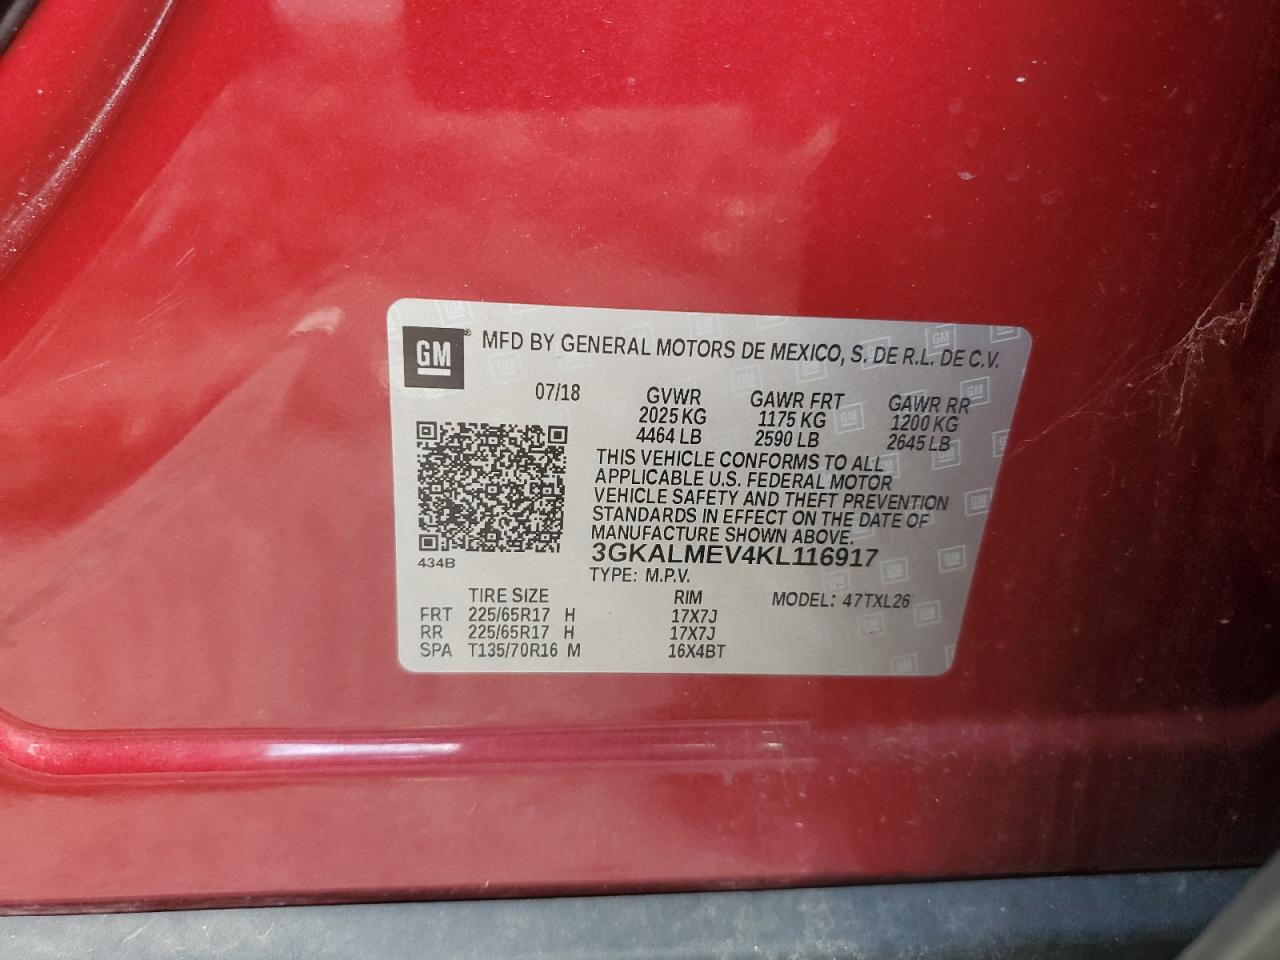 GM® MFD BY GENERAL MOTORS DE MEXICO, S. DE R.L. DE C.V.
07/18 GVWR GAWR FRT GAWR RR
2025 KG 1175 KG 1200 KG
4464 LB 2590 LB 2645 LB
THIS VEHICLE CONFORMS TO ALL
APPLICABLE U.S. FEDERAL MOTOR
VEHICLE SAFETY AND THEFT PREVENTION
STANDARDS IN EFFECT ON THE DATE OF
MANUFACTURE SHOWN ABOVE.
3GKALMEV4KL116917
434B
TYPE: M.P.V.
TIRE SIZE RIM MODEL: 47TXL26
FRT 225/65R17 H 17X7J
RR 225/65R17 H 17X7J
SPA T135/70R16 M 16X4BT